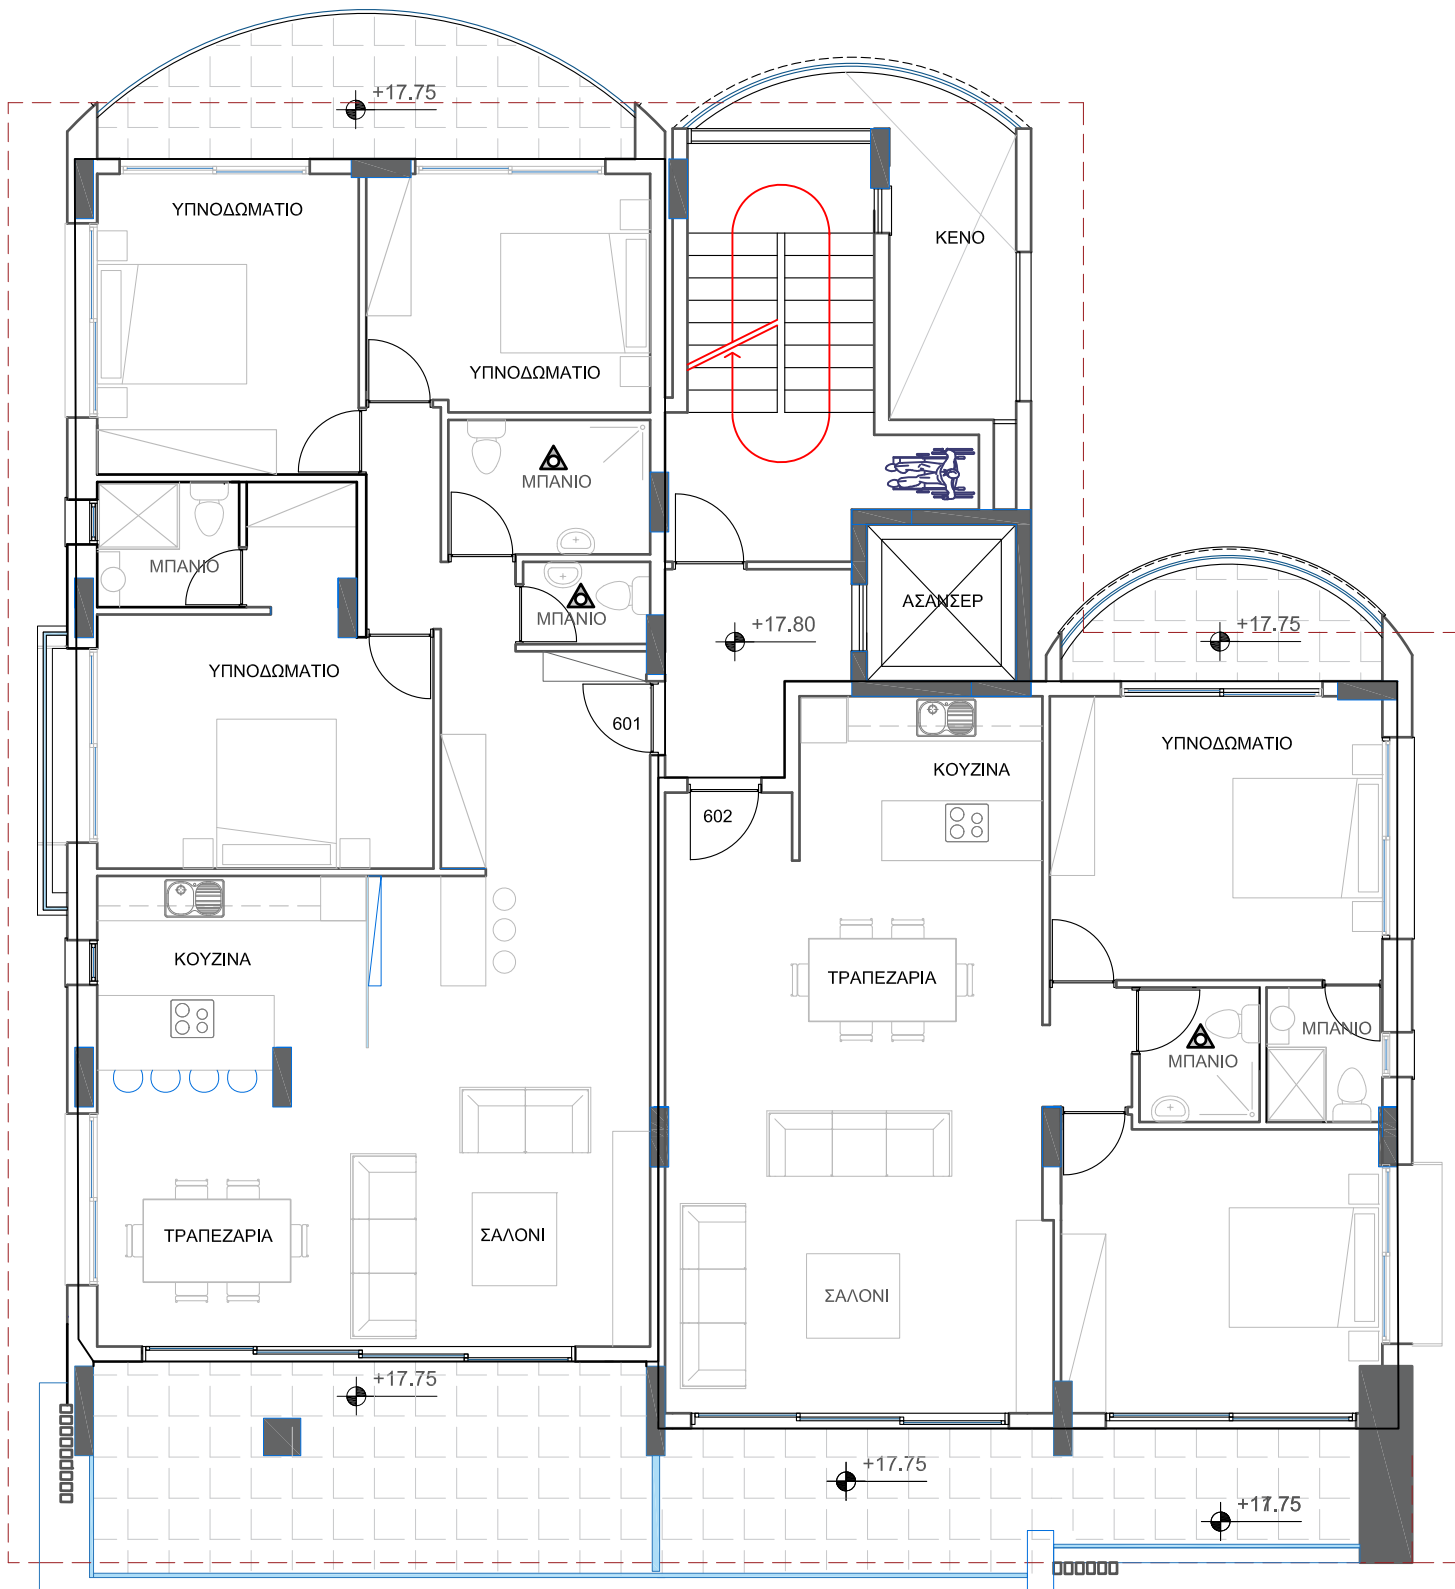 +17.75
ΥΠΝΟΔΩΜΑΤΙΟ
ΚΕΝΟ
ΥΠΝΟΔΩΜΑΤΙΟ
ΜΠΑΝΙΟ
ΜΠΑΝΙΟ
ΜΠΑΝΙΟ
ΑΣΑΝΣΕΡ
+17.80
+17.75
ΥΠΝΟΔΩΜΑΤΙΟ
601
ΥΠΝΟΔΩΜΑΤΙΟ
ΚΟΥΖΙΝΑ
602
ΚΟΥΖΙΝΑ
ΤΡΑΠΕΖΑΡΙΑ
ΜΠΑΝΙΟ
ΜΠΑΝΙΟ
ΤΡΑΠΕΖΑΡΙΑ
ΣΑΛΟΝΙ
ΣΑΛΟΝΙ
+17.75
+17.75
+17.75